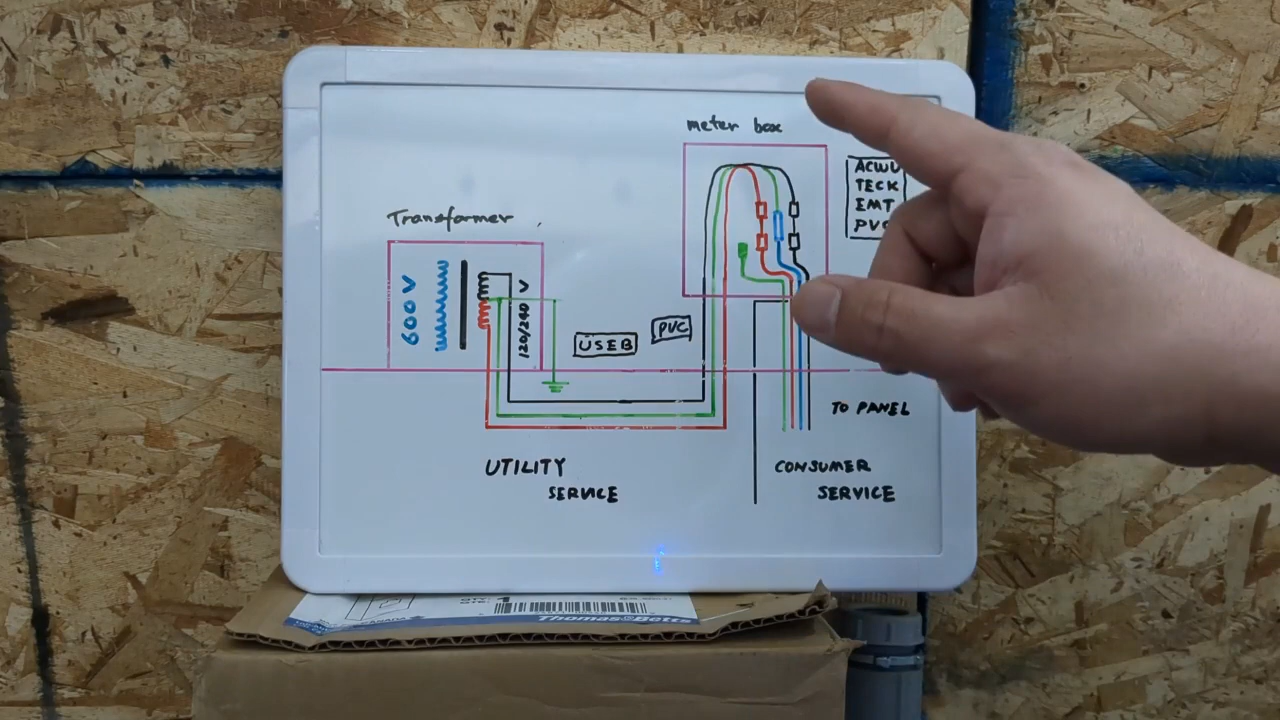 meter box
ACWU
TECK
EMT
PVC
Transformer
600V
120/240 V
USEB
PVC
TO PANEL
UTILITY
SERVICE
CONSUMER
SERVICE
Thomas&Betts